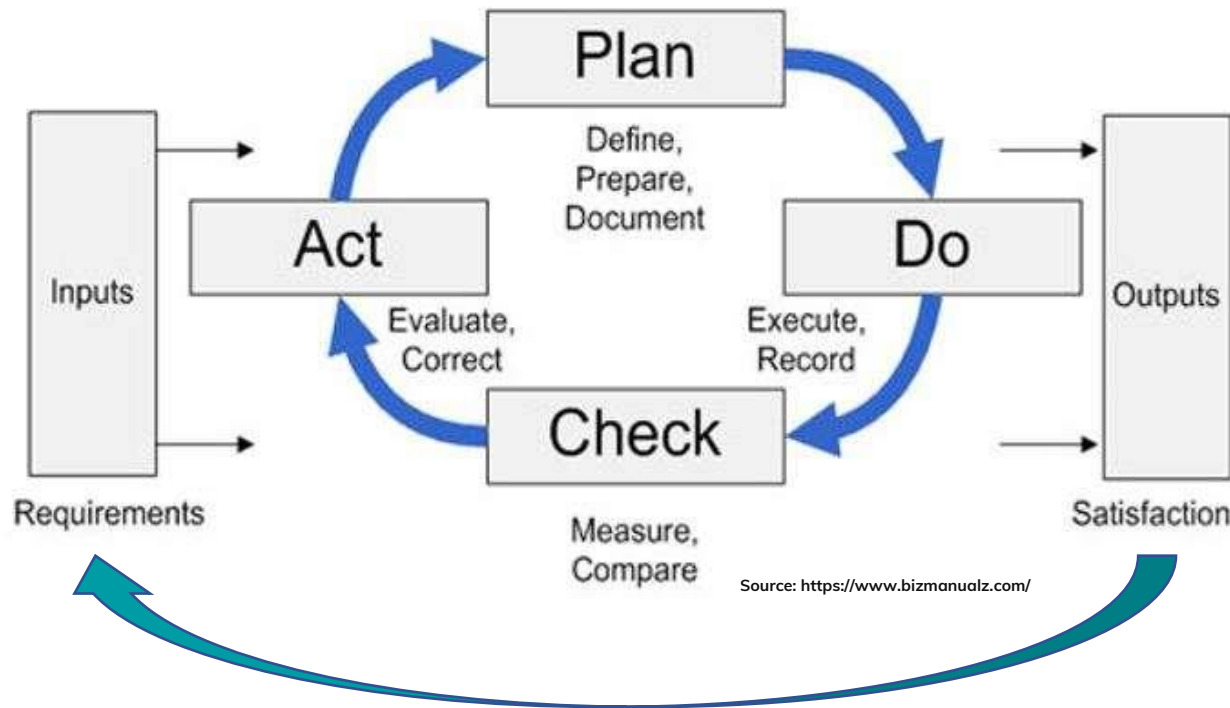 Plan
Define,
Prepare,
Document
Act
Do
Inputs
Outputs
Evaluate,
Correct
Execute,
Record
Check
Requirements
Satisfaction
Measure,
Compare
Source: https://www.bizmanualz.com/